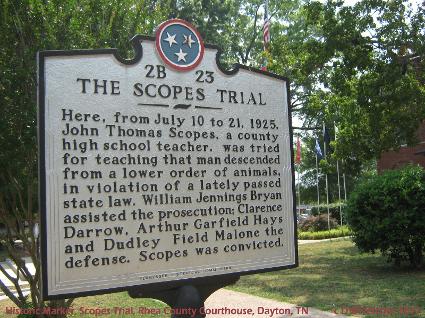 2B 23
THE SCOPES TRIAL
Here, from July 10 to 21, 1925,
John Thomas Scopes, a county
high school teacher, was tried
for teaching that man descended
from a lower order of animals,
in violation of a lately passed
state law. William Jennings Bryan
assisted the prosecution; Clarence
Darrow, Arthur Garfield Hays
and Dudley Field Malone the
defense. Scopes was convicted.
TENNESSEE HISTORICAL COMMISSION
Historic Marker, Scopes Trial, Rhea County Courthouse, Dayton, TN